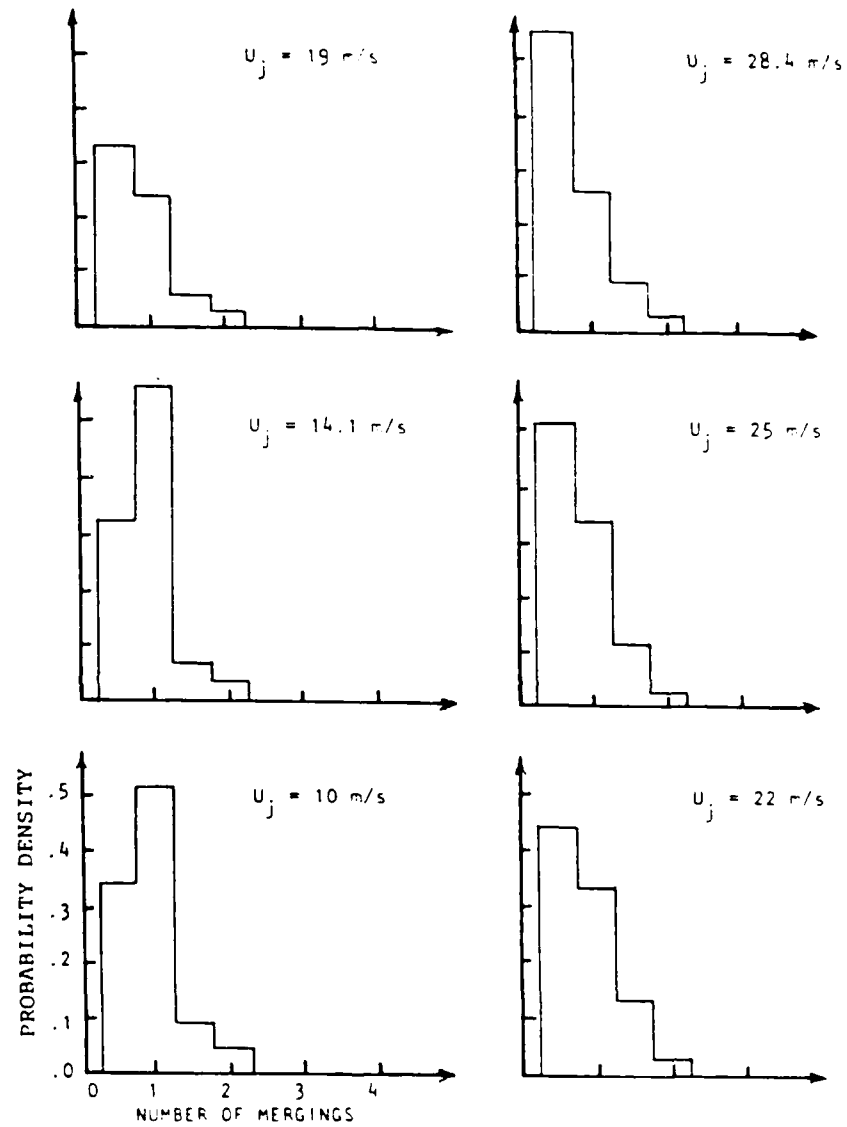 U_j = 19 m/s
U_j = 28.4 m/s
U_j = 14.1 m/s
U_j = 25 m/s
U_j = 10 m/s
U_j = 22 m/s
PROBABILITY DENSITY
.5
.4
.3
.2
.1
.0
0 1 2 3 4
NUMBER OF MERGINGS